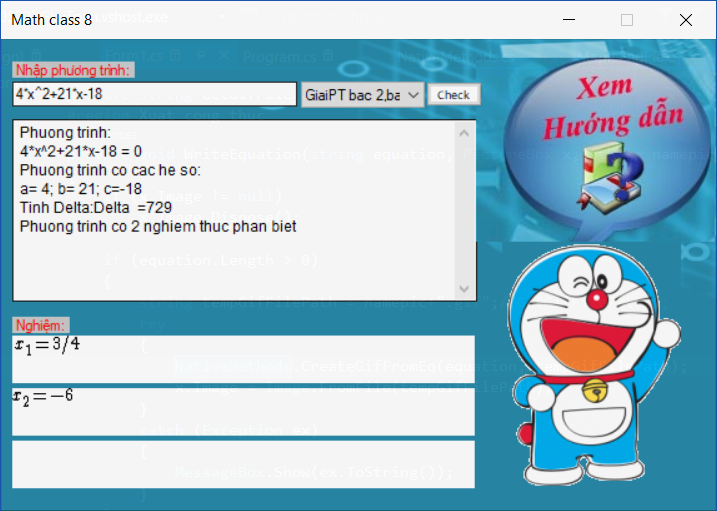 Math class 8
Nhập phương trình:
4*x^2+21*x-18
GiaiPT bac 2,ba
Check
Phuong trinh:
4*x^2+21*x-18 = 0
Phuong trinh co cac he so:
a= 4; b= 21; c=-18
Tinh Delta:Delta  =729
Phuong trinh co 2 nghiem thuc phan biet
Nghiệm:
x₁=3/4
x₂=−6
Xem
Hướng dẫn